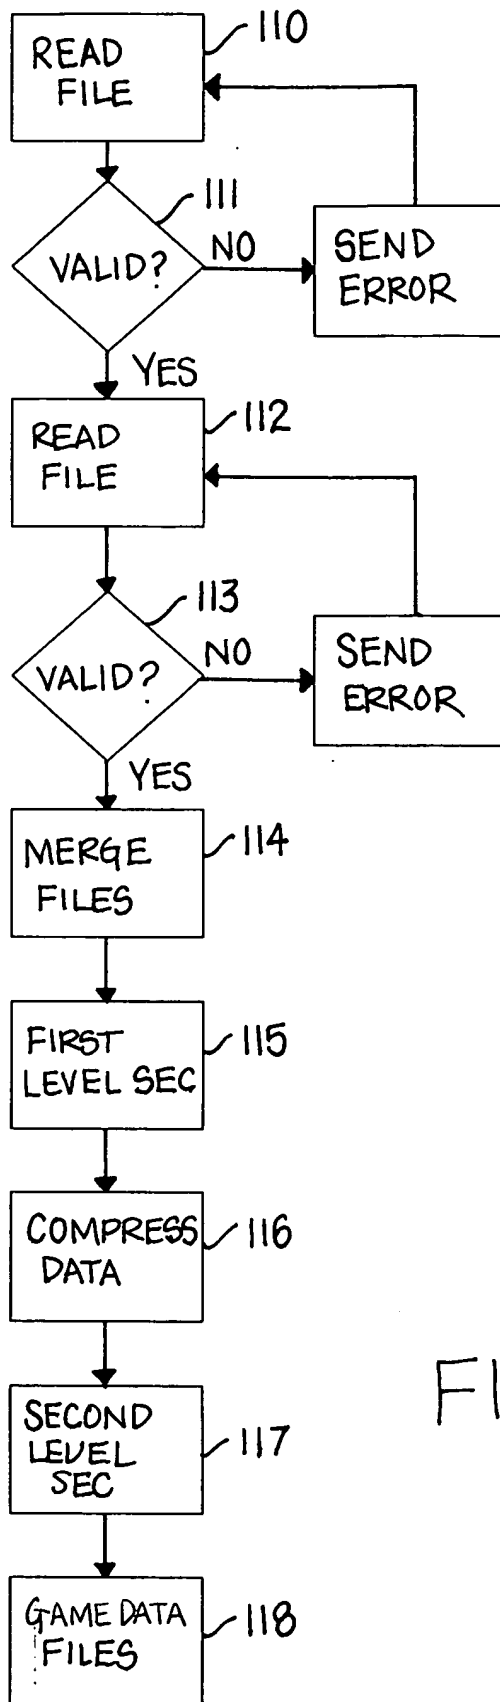 READ
FILE
110
VALID?
111
NO
SEND
ERROR
YES
READ
FILE
112
VALID?
113
NO
SEND
ERROR
YES
MERGE
FILES
114
FIRST
LEVEL SEC
115
COMPRESS
DATA
116
SECOND
LEVEL
SEC
117
GAME DATA
FILES
118
FI